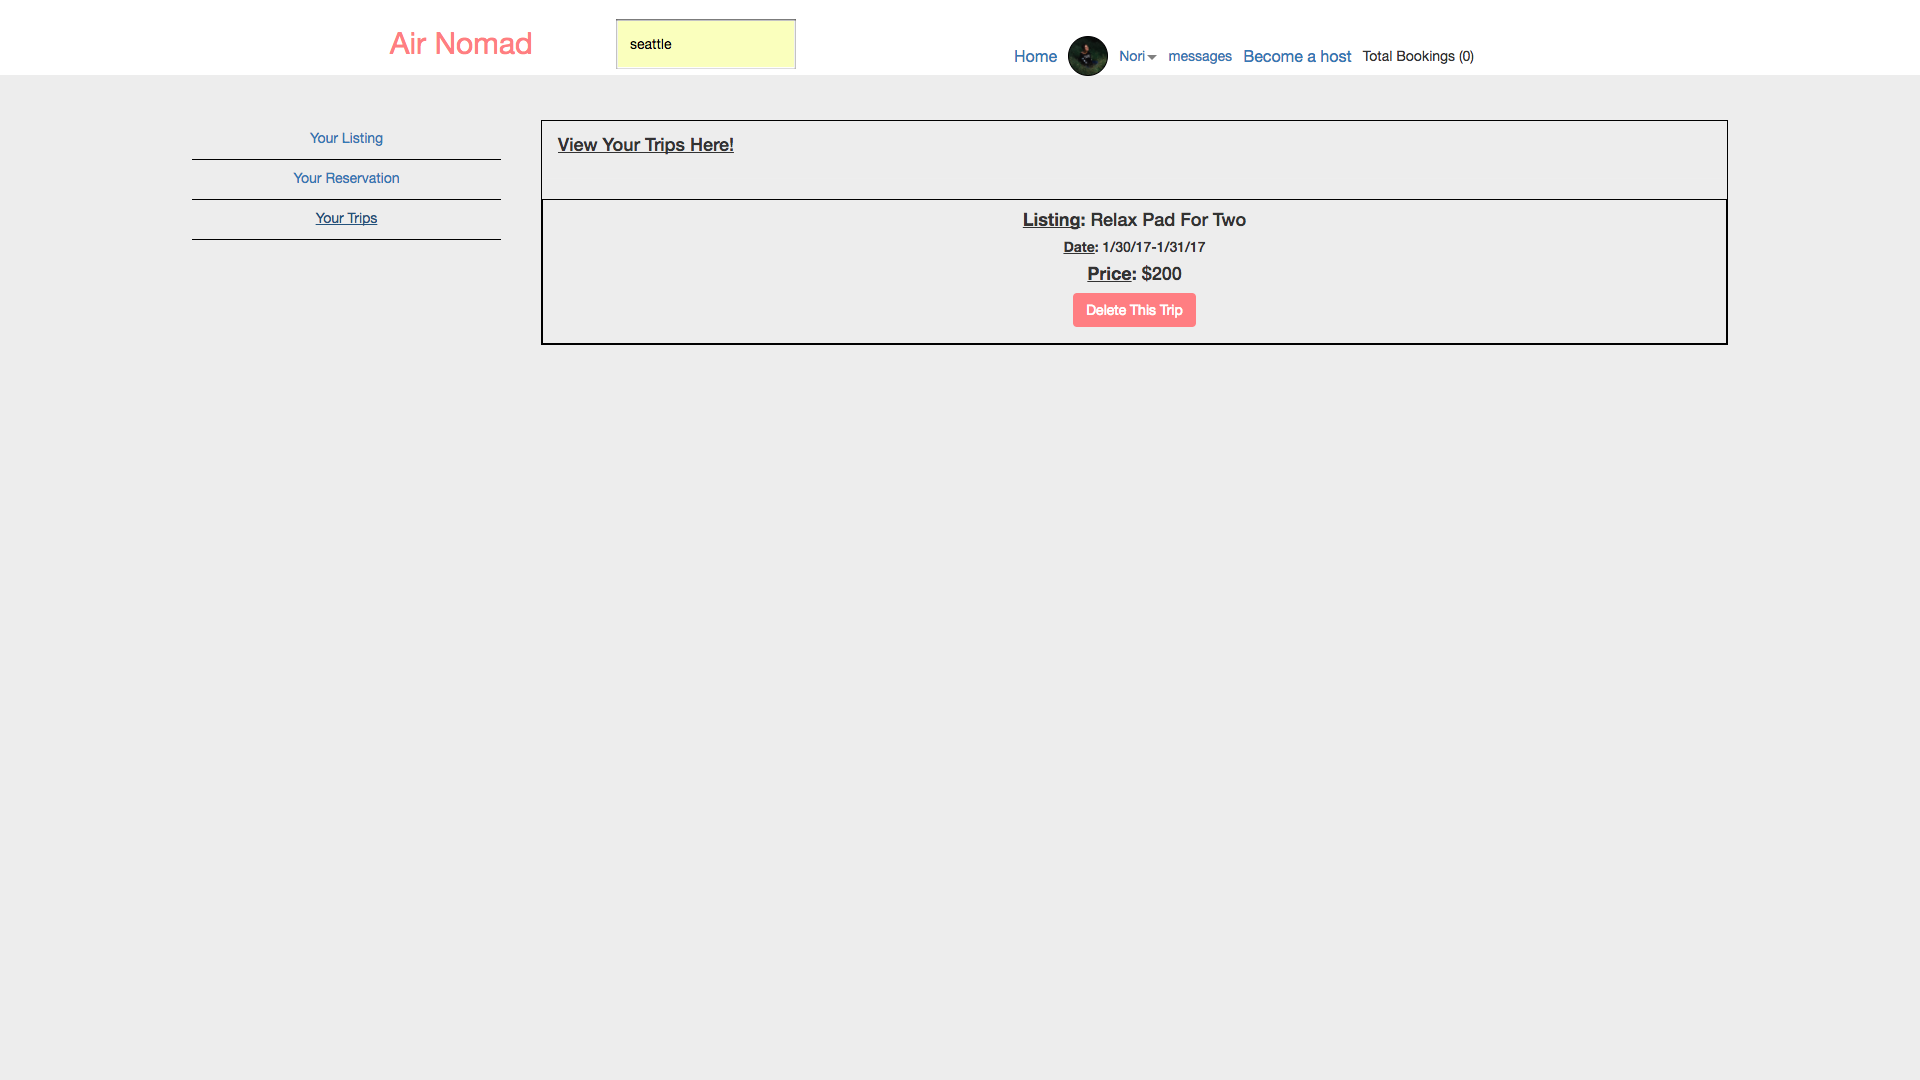 Air Nomad
seattle
Home Nori messages Become a host Total Bookings (0)
Your Listing
Your Reservation
Your Trips
View Your Trips Here!
Listing: Relax Pad For Two
Date: 1/30/17-1/31/17
Price: $200
Delete This Trip